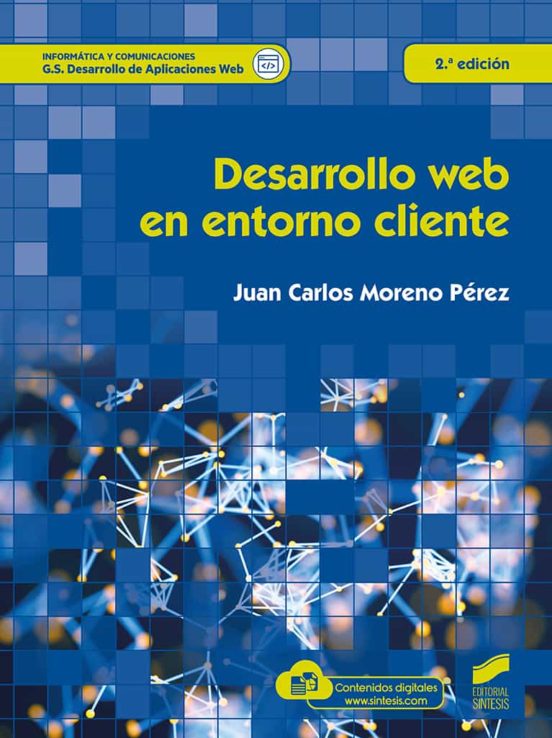 INFORMÁTICA Y COMUNICACIONES
G.S. Desarrollo de Aplicaciones Web
</>
2.ª edición
Desarrollo web
en entorno cliente
Juan Carlos Moreno Pérez
Contenidos digitales
www.sintesis.com
EDITORIAL
SÍNTESIS